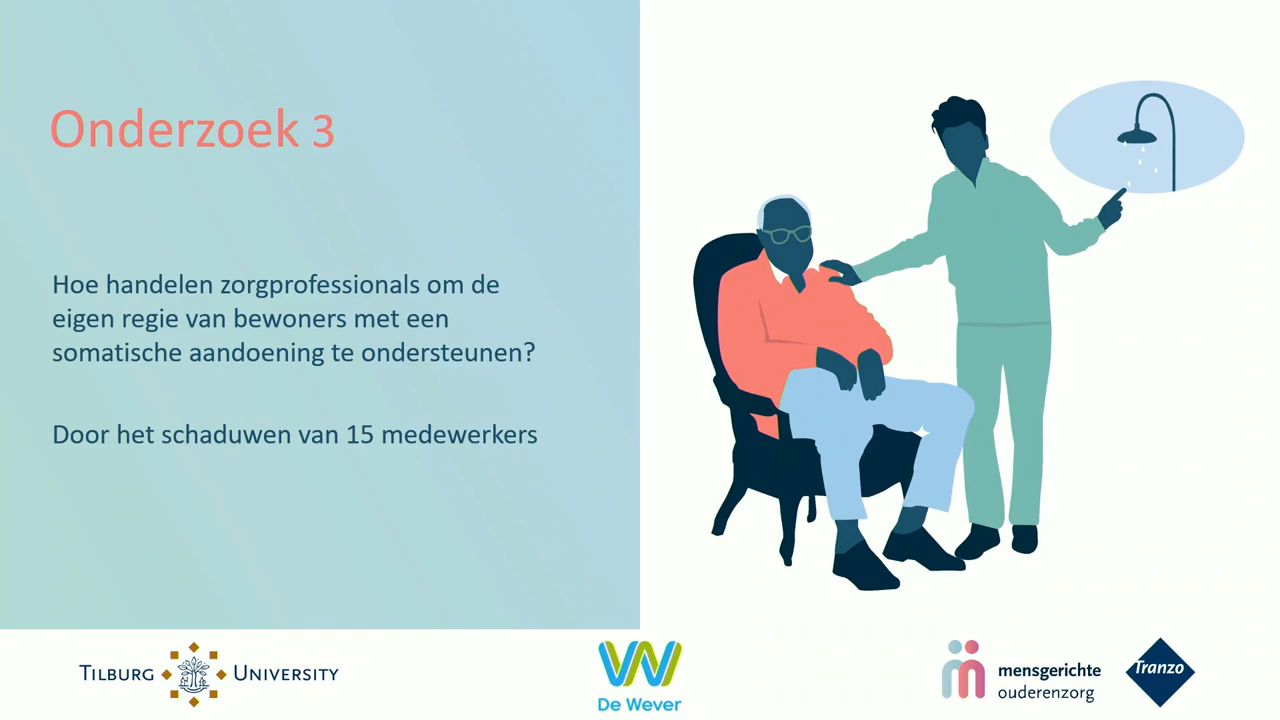 Onderzoek 3
Hoe handelen zorgprofessionals om de
eigen regie van bewoners met een
somatische aandoening te ondersteunen?
Door het schaduwen van 15 medewerkers
TILBURG UNIVERSITY
De Wever
mensgerichte
ouderenzorg
Tranzo